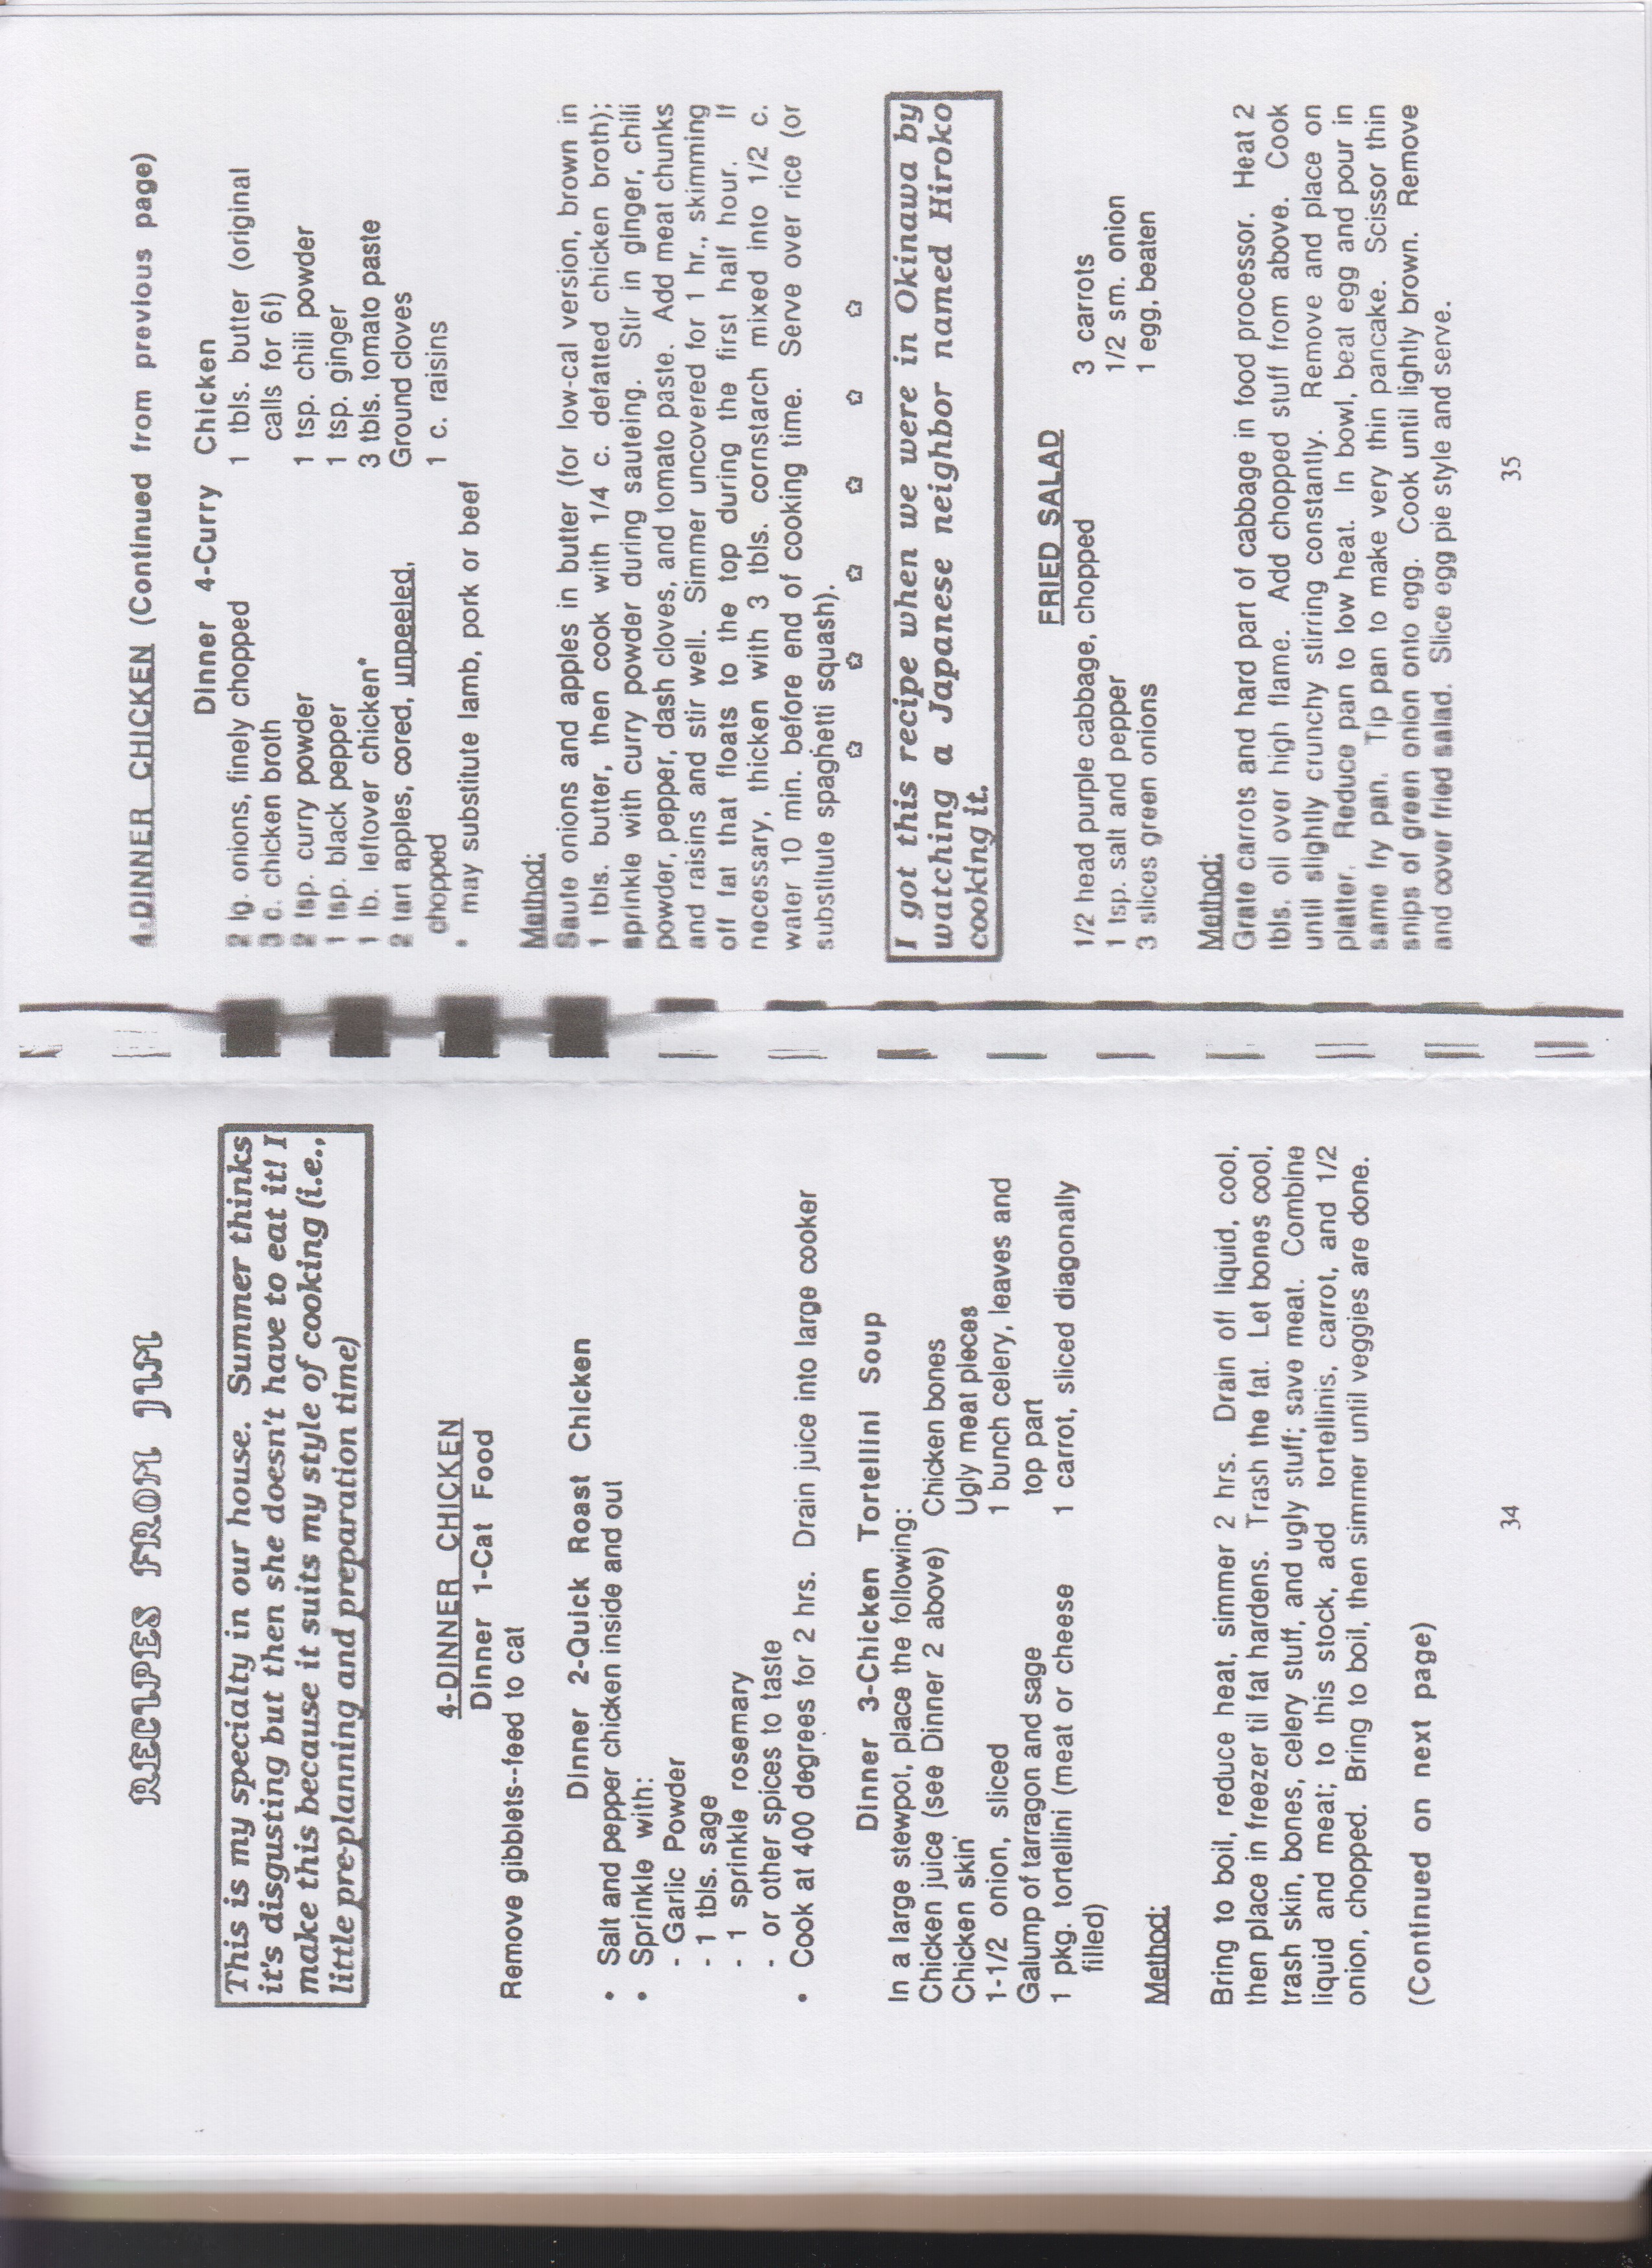 RECIPES FROM JIM
This is my specialty in our house. Summer thinks
it's disgusting but then she doesn't have to eat it! I
make this because it suits my style of cooking (i.e.,
little pre-planning and preparation time)
4-DINNER CHICKEN
Dinner 1-Cat Food
Remove gibblets--feed to cat
Dinner 2-Quick Roast Chicken
• Salt and pepper chicken inside and out
• Sprinkle with:
- Garlic Powder
- 1 tbls. sage
- 1 sprinkle rosemary
- or other spices to taste
• Cook at 400 degrees for 2 hrs. Drain juice into large cooker
Dinner 3-Chicken Tortellini Soup
In a large stewpot, place the following:
Chicken juice (see Dinner 2 above) Chicken bones
Chicken skin Ugly meat pieces
1-1/2 onion, sliced 1 bunch celery, leaves and
Galump of tarragon and sage top part
1 pkg. tortellini (meat or cheese 1 carrot, sliced diagonally
filled)
Method:
Bring to boil, reduce heat, simmer 2 hrs. Drain off liquid, cool,
then place in freezer til fat hardens. Trash the fat. Let bones cool,
trash skin, bones, celery stuff, and ugly stuff; save meat. Combine
liquid and meat; to this stock, add tortellinis, carrot, and 1/2
onion, chopped. Bring to boil, then simmer until veggies are done.
(Continued on next page)
34
4-DINNER CHICKEN (Continued from previous page)
Dinner 4-Curry Chicken
2 lg. onions, finely chopped 1 tbls. butter (original
3 c. chicken broth calls for 6!)
2 tsp. curry powder 1 tsp. chili powder
1 tsp. black pepper 1 tsp. ginger
1 lb. leftover chicken* 3 tbls. tomato paste
2 tart apples, cored, unpeeled, Ground cloves
chopped 1 c. raisins
* may substitute lamb, pork or beef
Method:
Saute onions and apples in butter (for low-cal version, brown in
1 tbls. butter, then cook with 1/4 c. defatted chicken broth);
sprinkle with curry powder during sauteing. Stir in ginger, chili
powder, pepper, dash cloves, and tomato paste. Add meat chunks
and raisins and stir well. Simmer uncovered for 1 hr., skimming
off fat that floats to the top during the first half hour. If
necessary, thicken with 3 tbls. cornstarch mixed into 1/2 c.
water 10 min. before end of cooking time. Serve over rice (or
substitute spaghetti squash).
I got this recipe when we were in Okinawa by
watching a Japanese neighbor named Hiroko
cooking it.
FRIED SALAD
1/2 head purple cabbage, chopped 3 carrots
1 tsp. salt and pepper 1/2 sm. onion
3 slices green onions 1 egg, beaten
Method:
Grate carrots and hard part of cabbage in food processor. Heat 2
tbls. oil over high flame. Add chopped stuff from above. Cook
until slightly crunchy stirring constantly. Remove and place on
platter. Reduce pan to low heat. In bowl, beat egg and pour in
same fry pan. Tip pan to make very thin pancake. Scissor thin
snips of green onion onto egg. Cook until lightly brown. Remove
and cover fried salad. Slice egg pie style and serve.
35